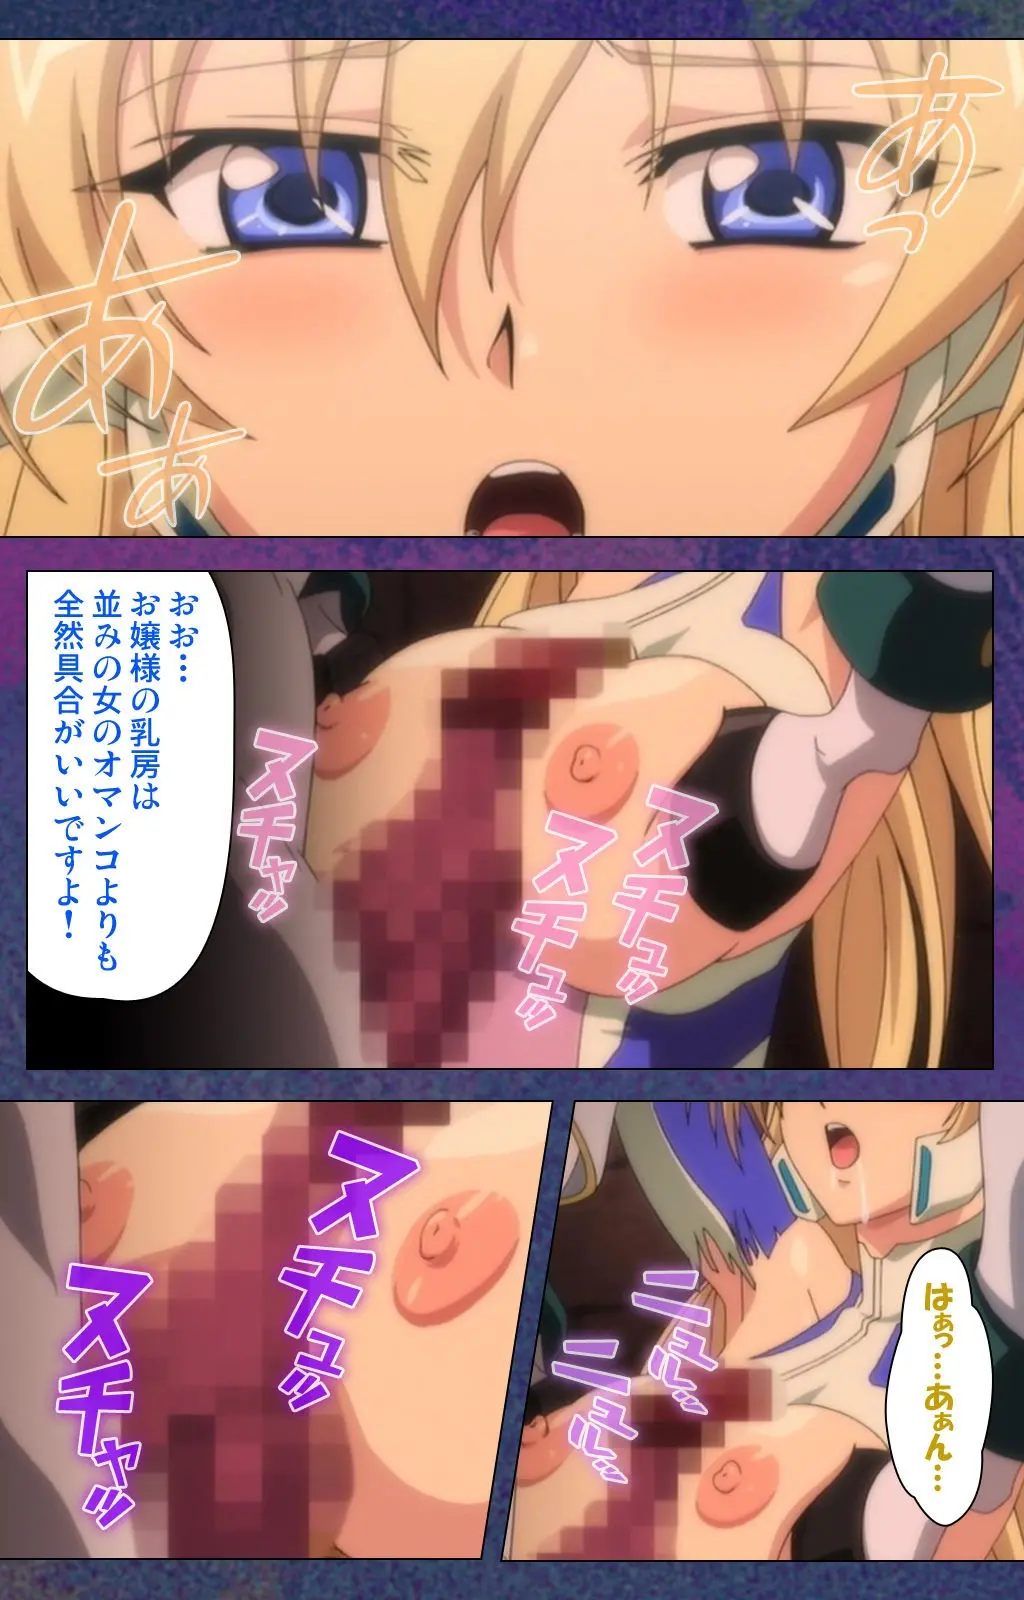 あっ
あぁ
おお…
お嬢様の乳房は
並みの女のオマンコよりも
全然具合がいいですよ！
ヌチュッ
ヌチュッ
ヌチャッ
ヌチュッ
ヌチャッ
ニュルッ
ニュルッ
はぁっ…あぁん…